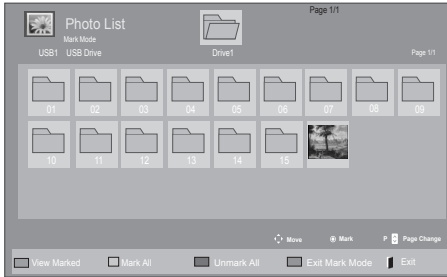 Page 1/1
Photo List
Mark Mode
USB1 USB Drive Drive1 Page 1/1
01 02 03 04 05 06 07 08 09
10 11 12 13 14 15
Move Mark P Page Change
View Marked Mark All Unmark All Exit Mark Mode Exit